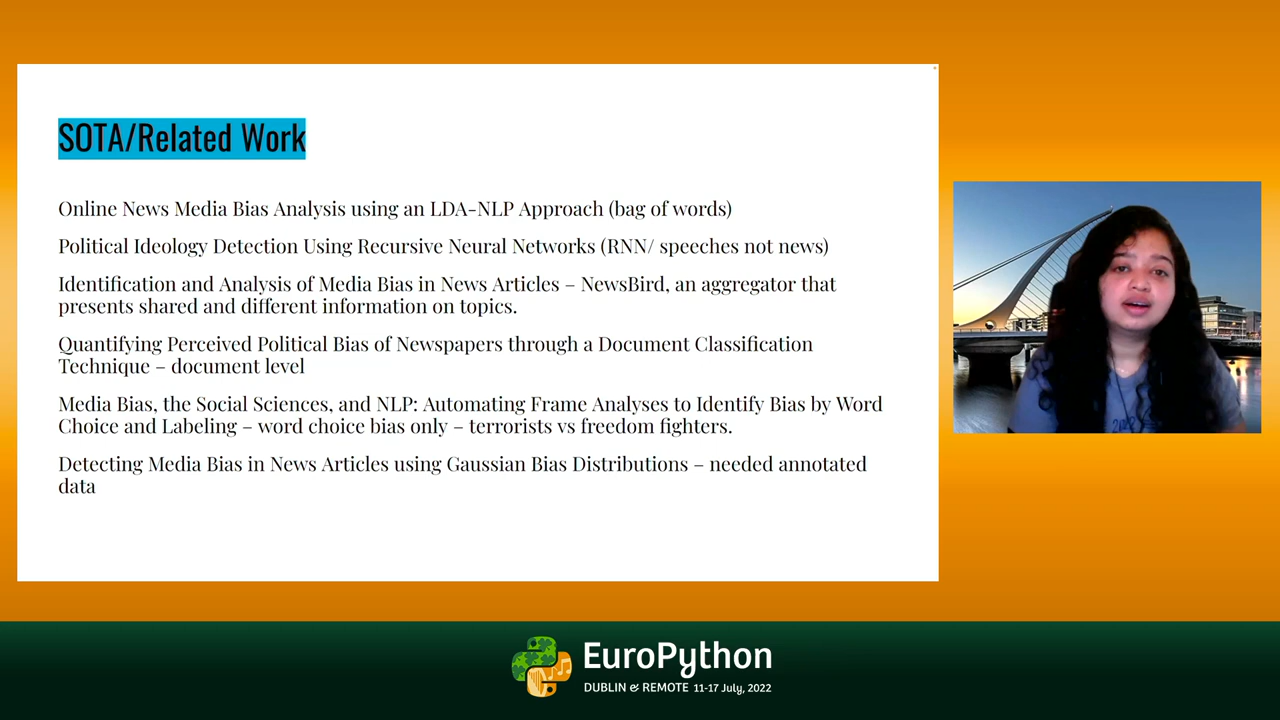 SOTA/Related Work
Online News Media Bias Analysis using an LDA-NLP Approach (bag of words)
Political Ideology Detection Using Recursive Neural Networks (RNN/ speeches not news)
Identification and Analysis of Media Bias in News Articles – NewsBird, an aggregator that
presents shared and different information on topics.
Quantifying Perceived Political Bias of Newspapers through a Document Classification
Technique – document level
Media Bias, the Social Sciences, and NLP: Automating Frame Analyses to Identify Bias by Word
Choice and Labeling – word choice bias only – terrorists vs freedom fighters.
Detecting Media Bias in News Articles using Gaussian Bias Distributions – needed annotated
data
EuroPython
DUBLIN & REMOTE 11-17 July, 2022